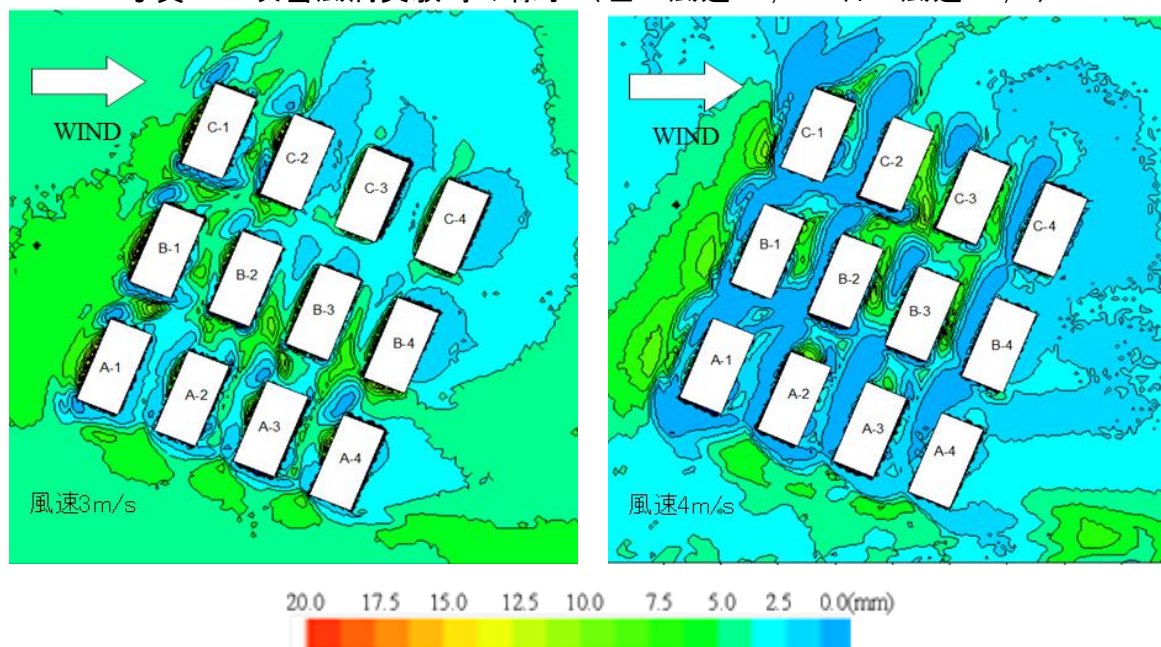 WIND
C-1
C-2
C-3
C-4
B-1
B-2
B-3
B-4
A-1
A-2
A-3
A-4
風速3m/s
WIND
C-1
C-2
C-3
C-4
B-1
B-2
B-3
B-4
A-1
A-2
A-3
A-4
風速4m/s
20.0 17.5 15.0 12.5 10.0 7.5 5.0 2.5 0.0(mm)